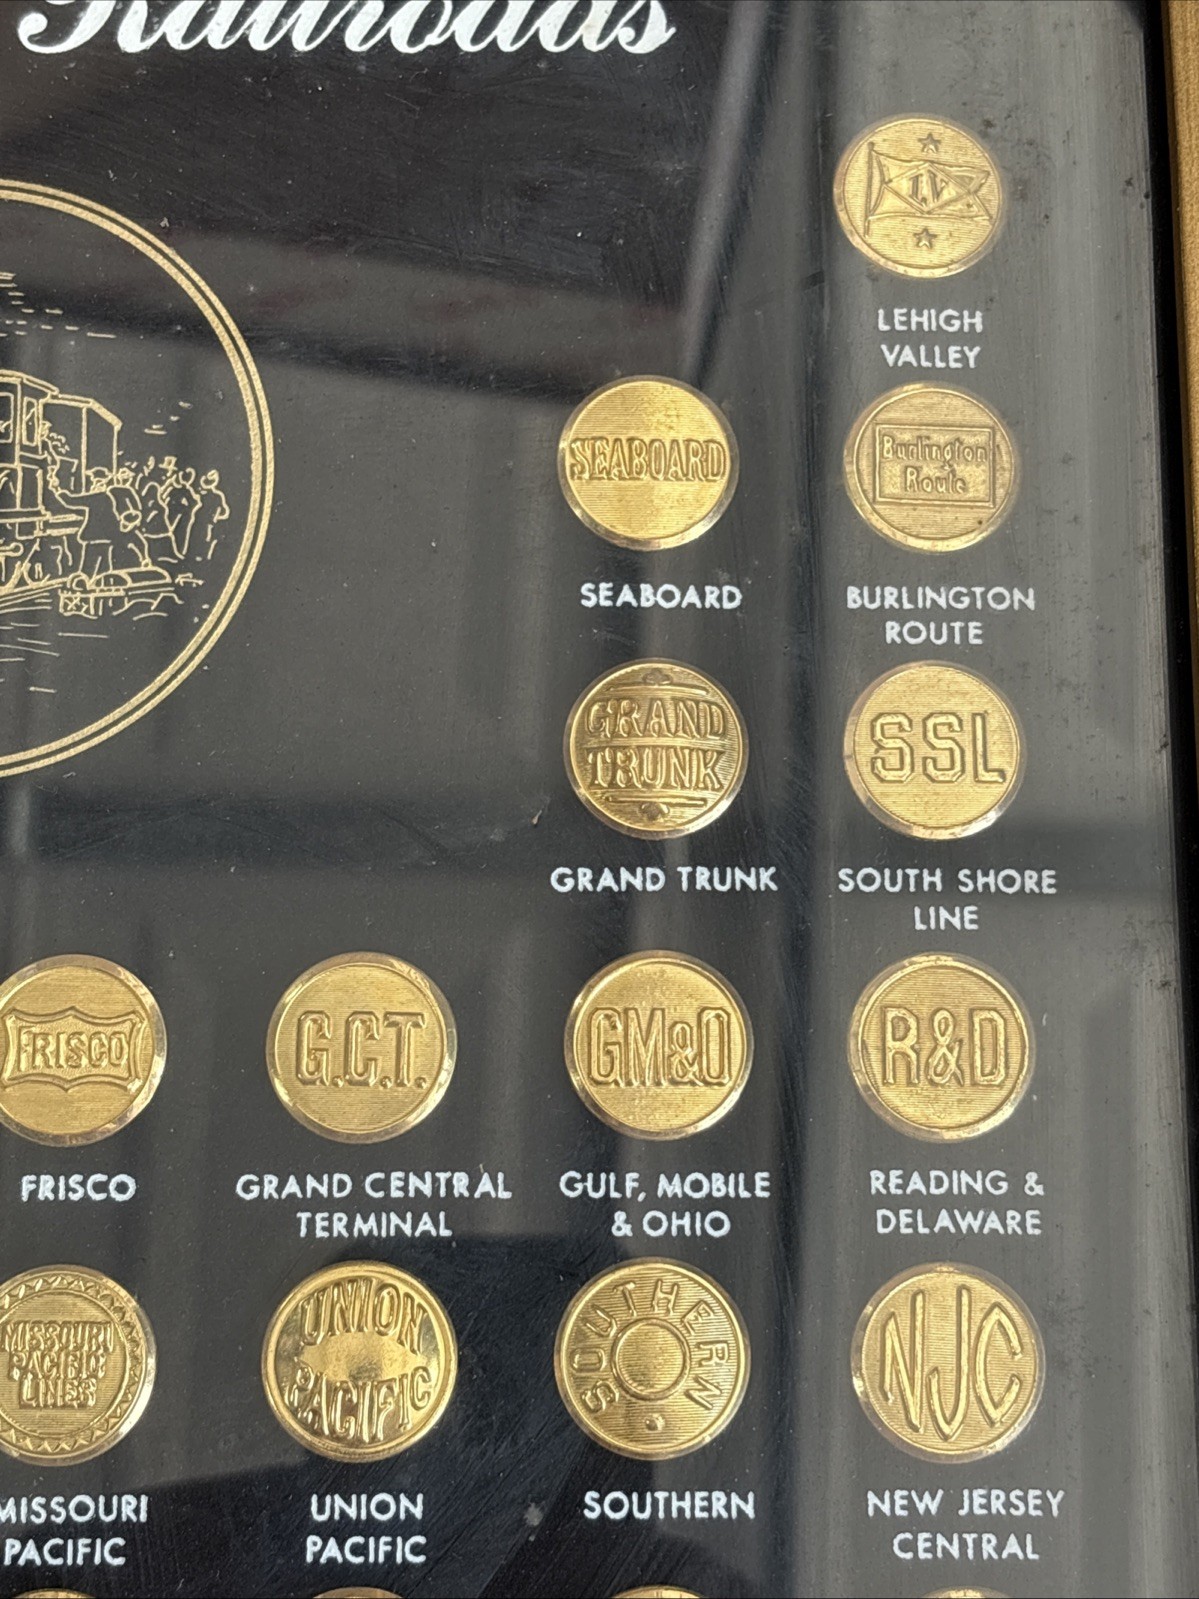 Railroads
LV
LEHIGH
VALLEY
SEABOARD
Burlington
Route
SEABOARD
BURLINGTON
ROUTE
GRAND
TRUNK
SSL
GRAND TRUNK
SOUTH SHORE
LINE
FRISCO
G.C.T.
GM&O
R&D
FRISCO
GRAND CENTRAL
TERMINAL
GULF, MOBILE
& OHIO
READING &
DELAWARE
MISSOURI
PACIFIC
LINES
UNION
PACIFIC
SOUTHERN
NJC
MISSOURI
PACIFIC
UNION
PACIFIC
SOUTHERN
NEW JERSEY
CENTRAL